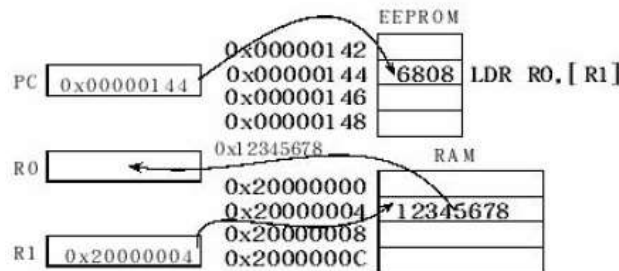 EEPROM
0x00000142
PC 0x00000144 0x00000144 6808 LDR R0,[R1]
0x00000146
0x00000148
0x12345678 RAM
R0
0x20000000
0x20000004 12345678
0x20000008
R1 0x20000004
0x2000000C